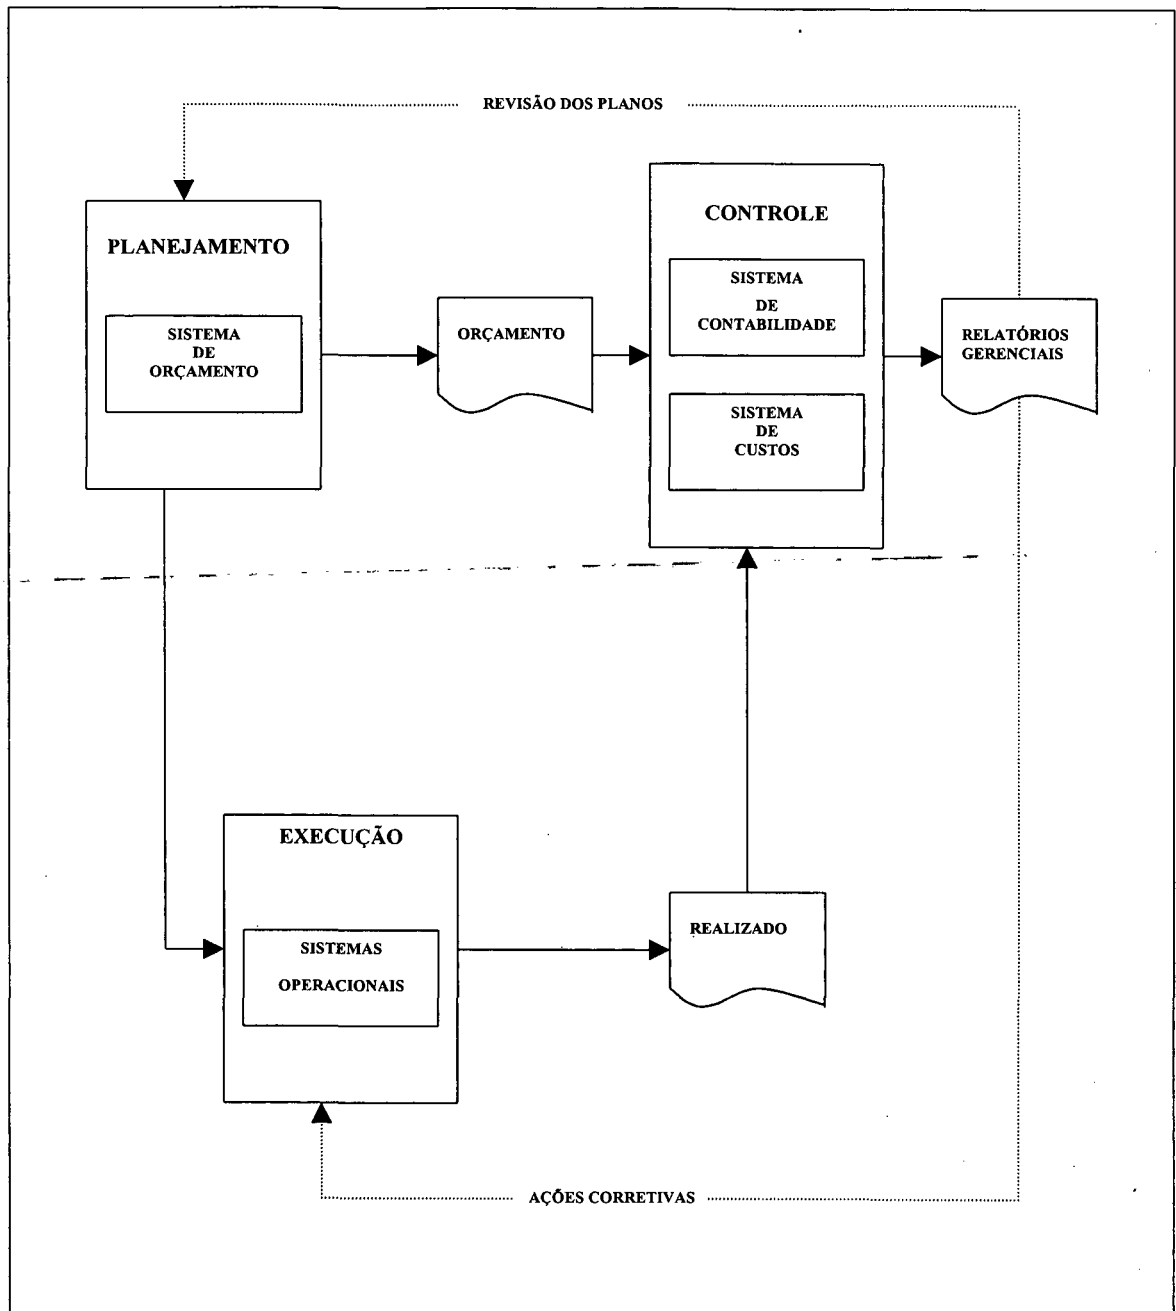 REVISÃO DOS PLANOS
PLANEJAMENTO
SISTEMA
DE
ORÇAMENTO
ORÇAMENTO
CONTROLE
SISTEMA
DE
CONTABILIDADE
SISTEMA
DE
CUSTOS
RELATÓRIOS
GERENCIAIS
EXECUÇÃO
SISTEMAS
OPERACIONAIS
REALIZADO
AÇÕES CORRETIVAS